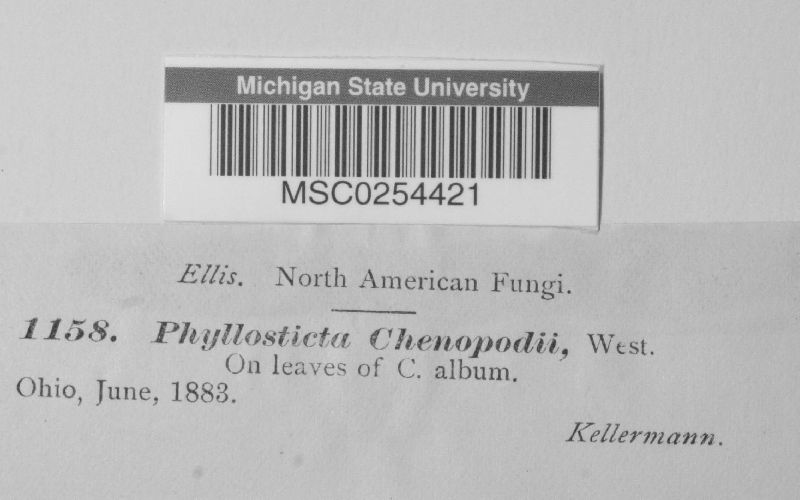 Michigan State University
MSC0254421
Ellis. North American Fungi.
1158. Phyllosticta Chenopodii, West.
On leaves of C. album.
Ohio, June, 1883.
Kellermann.